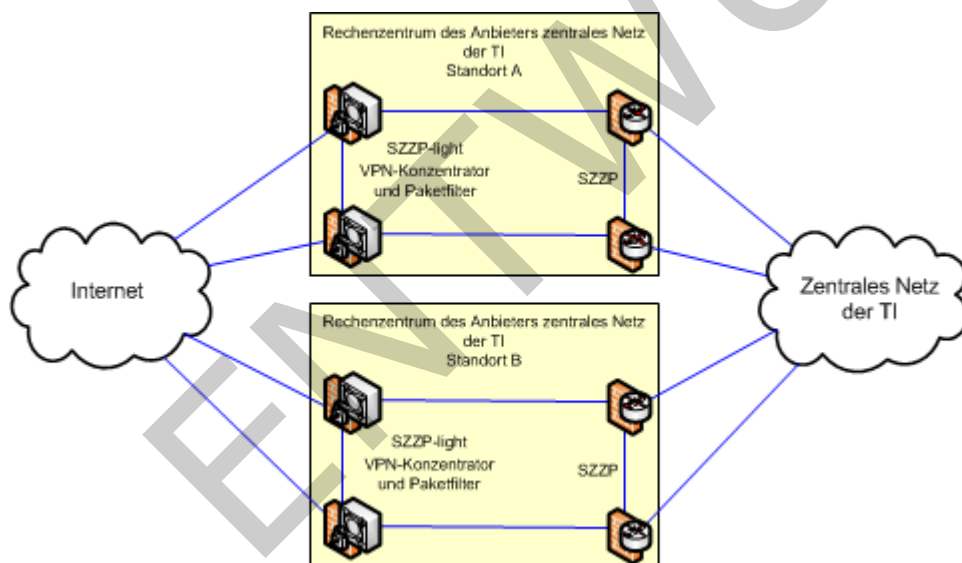 Rechenzentrum des Anbieters zentrales Netz
der TI
Standort A
SZZP-light
VPN-Konzentrator
und Paketfilter
SZZP
Internet
Zentrales Netz
der TI
Rechenzentrum des Anbieters zentrales Netz
der TI
Standort B
SZZP-light
VPN-Konzentrator
und Paketfilter
SZZP